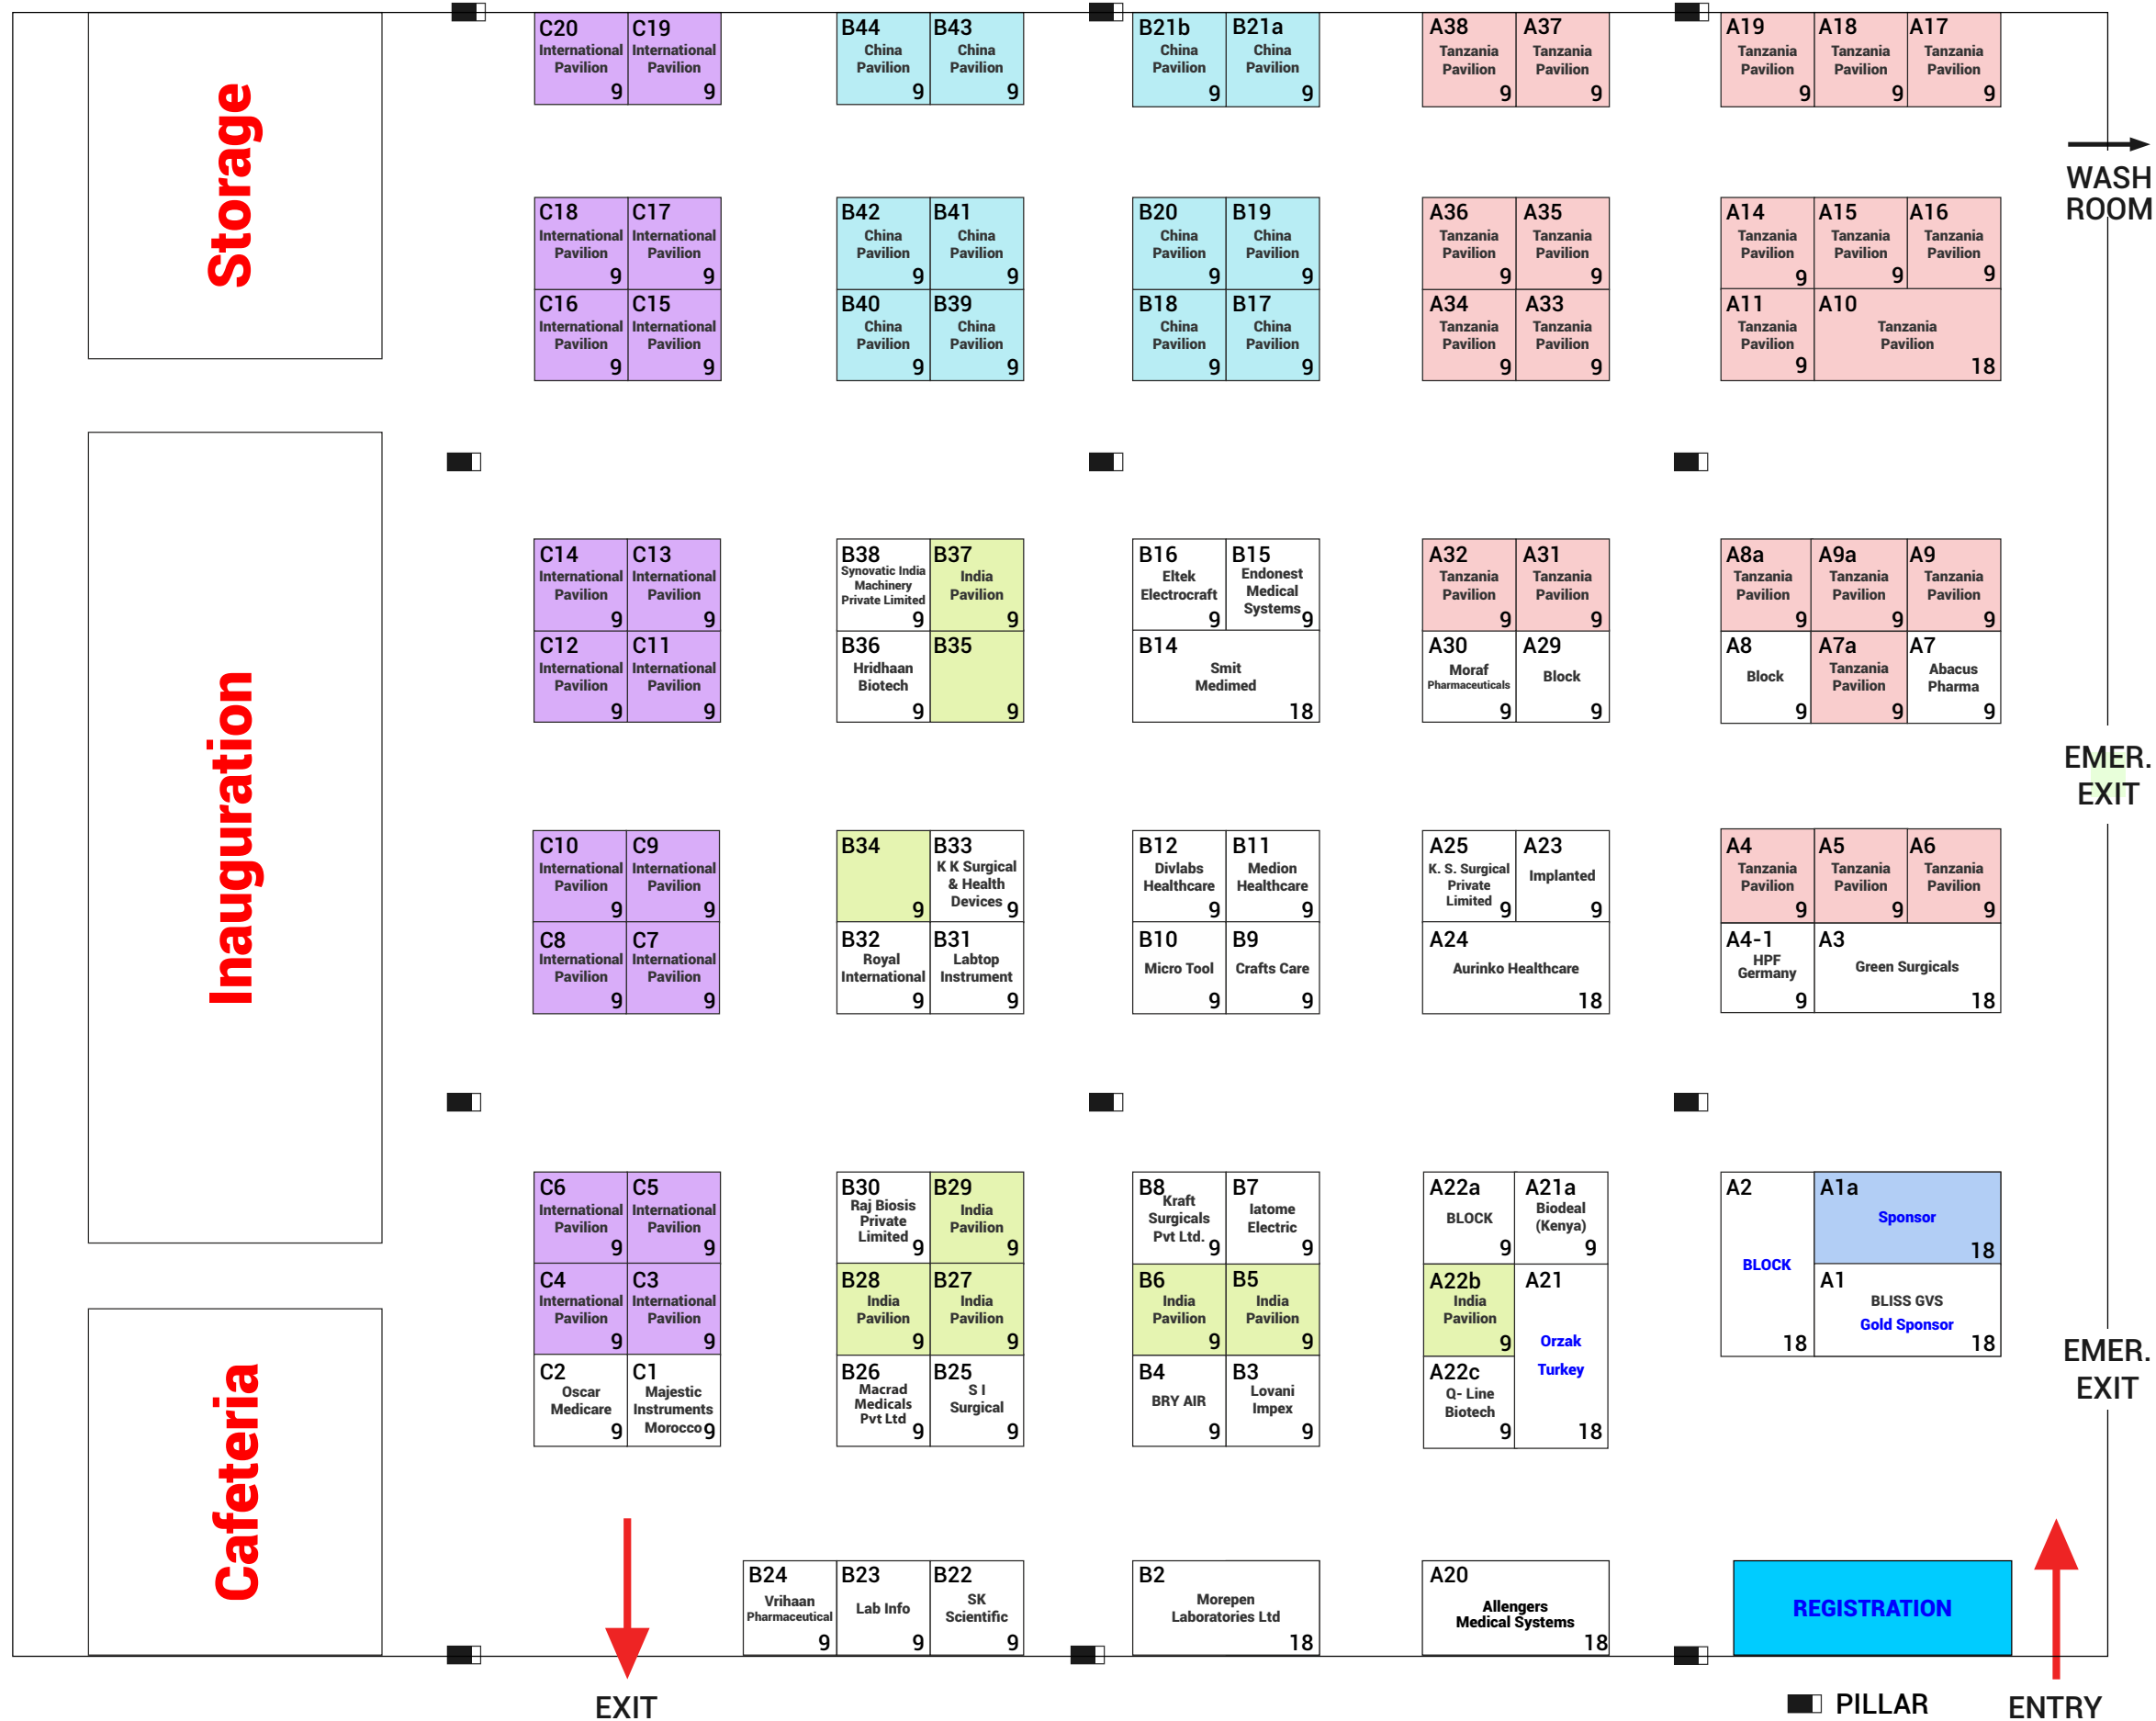 Storage
Inauguration
Cafeteria
C20
International
Pavilion
9
C19
International
Pavilion
9
B44
China
Pavilion
9
B43
China
Pavilion
9
B21b
China
Pavilion
9
B21a
China
Pavilion
9
A38
Tanzania
Pavilion
9
A37
Tanzania
Pavilion
9
A19
Tanzania
Pavilion
9
A18
Tanzania
Pavilion
9
A17
Tanzania
Pavilion
9
WASH
ROOM
C18
International
Pavilion
9
C17
International
Pavilion
9
B42
China
Pavilion
9
B41
China
Pavilion
9
B20
China
Pavilion
9
B19
China
Pavilion
9
A36
Tanzania
Pavilion
9
A35
Tanzania
Pavilion
9
A14
Tanzania
Pavilion
9
A15
Tanzania
Pavilion
9
A16
Tanzania
Pavilion
9
C16
International
Pavilion
9
C15
International
Pavilion
9
B40
China
Pavilion
9
B39
China
Pavilion
9
B18
China
Pavilion
9
B17
China
Pavilion
9
A34
Tanzania
Pavilion
9
A33
Tanzania
Pavilion
9
A11
Tanzania
Pavilion
9
A10
Tanzania
Pavilion
18
C14
International
Pavilion
9
C13
International
Pavilion
9
B38
Synovatic India
Machinery
Private Limited
9
B37
India
Pavilion
9
B16
Eltek
Electrocraft
9
B15
Endonest
Medical
Systems
9
A32
Tanzania
Pavilion
9
A31
Tanzania
Pavilion
9
A8a
Tanzania
Pavilion
9
A9a
Tanzania
Pavilion
9
A9
Tanzania
Pavilion
9
C12
International
Pavilion
9
C11
International
Pavilion
9
B36
Hridhaan
Biotech
9
B35
9
B14
Smit
Medimed
18
A30
Moraf
Pharmaceuticals
9
A29
Block
9
A8
Block
9
A7a
Tanzania
Pavilion
9
A7
Abacus
Pharma
9
EMER.
EXIT
C10
International
Pavilion
9
C9
International
Pavilion
9
B34
9
B33
K K Surgical
& Health
Devices
9
B12
Divlabs
Healthcare
9
B11
Medion
Healthcare
9
A25
K. S. Surgical
Private
Limited
9
A23
Implanted
9
A4
Tanzania
Pavilion
9
A5
Tanzania
Pavilion
9
A6
Tanzania
Pavilion
9
C8
International
Pavilion
9
C7
International
Pavilion
9
B32
Royal
International
9
B31
Labtop
Instrument
9
B10
Micro Tool
9
B9
Crafts Care
9
A24
Aurinko Healthcare
18
A4-1
HPF
Germany
9
A3
Green Surgicals
18
C6
International
Pavilion
9
C5
International
Pavilion
9
B30
Raj Biosis
Private
Limited
9
B29
India
Pavilion
9
B8
Kraft
Surgicals
Pvt Ltd.
9
B7
Iatome
Electric
9
A22a
BLOCK
9
A21a
Biodeal
(Kenya)
9
A2
BLOCK
18
A1a
Sponsor
18
C4
International
Pavilion
9
C3
International
Pavilion
9
B28
India
Pavilion
9
B27
India
Pavilion
9
B6
India
Pavilion
9
B5
India
Pavilion
9
A22b
India
Pavilion
9
A21
Orzak
Turkey
18
A1
BLISS GVS
Gold Sponsor
18
EMER.
EXIT
C2
Oscar
Medicare
9
C1
Majestic
Instruments
Morocco
9
B26
Macrad
Medicals
Pvt Ltd
9
B25
S I
Surgical
9
B4
BRY AIR
9
B3
Lovani
Impex
9
A22c
Q- Line
Biotech
9
B24
Vrihaan
Pharmaceutical
9
B23
Lab Info
9
B22
SK
Scientific
9
B2
Morepen
Laboratories Ltd
18
A20
Allengers
Medical Systems
18
REGISTRATION
EXIT
PILLAR
ENTRY